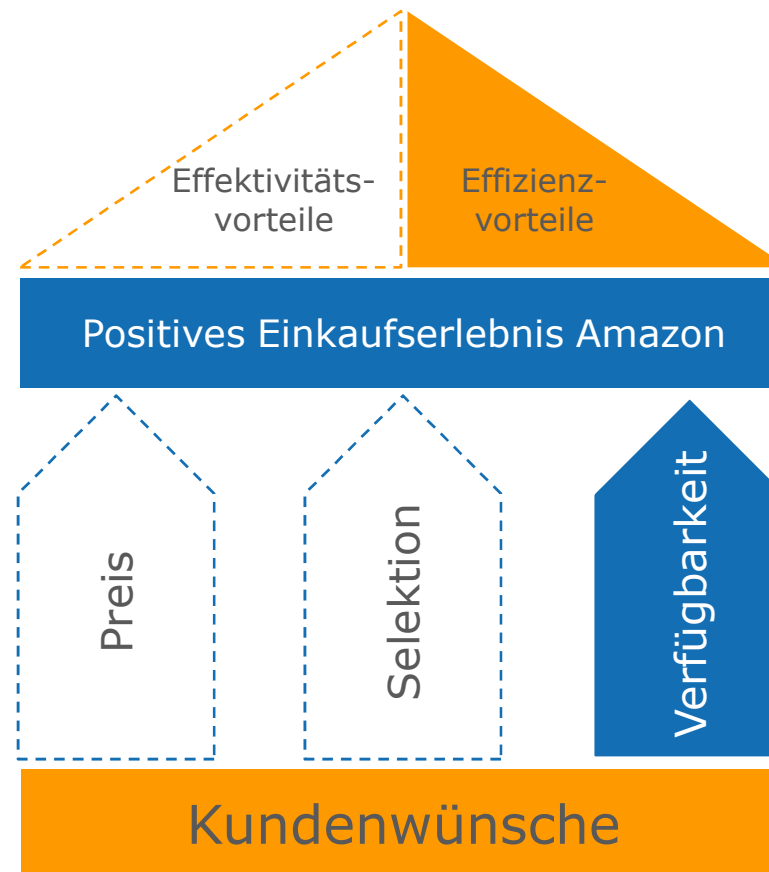 Effektivitäts-
vorteile
Effizienz-
vorteile
Positives Einkaufserlebnis Amazon
Preis
Selektion
Verfügbarkeit
Kundenwünsche